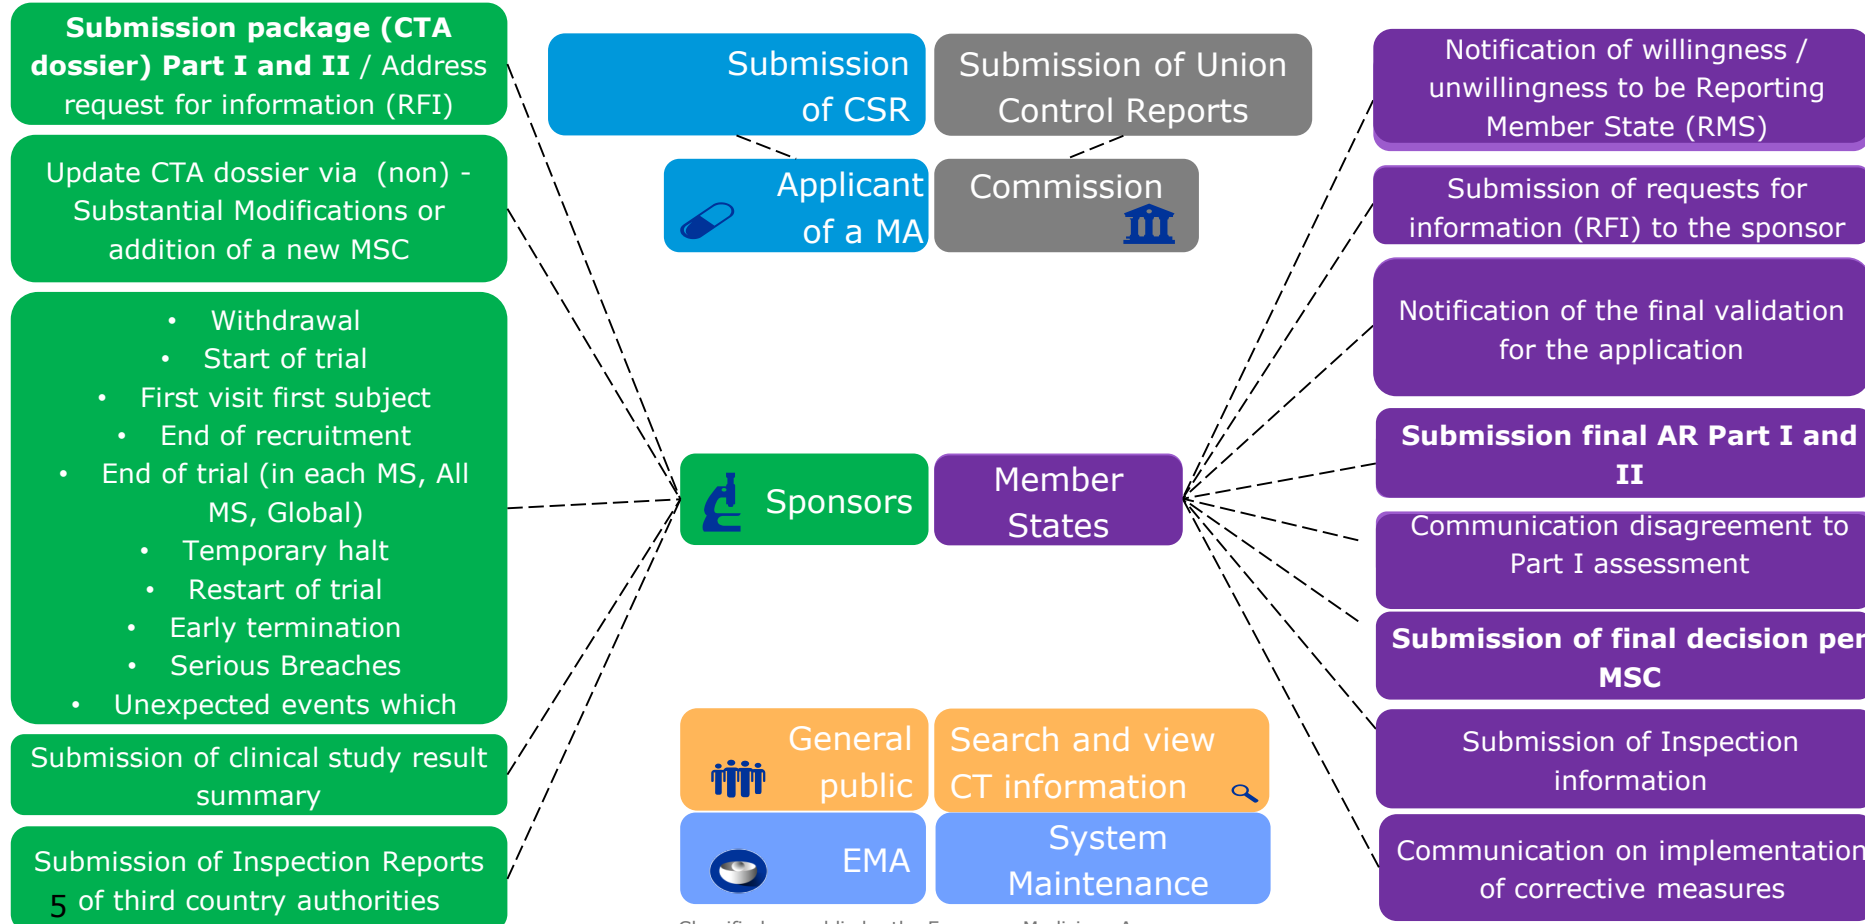 Submission package (CTA
dossier) Part I and II / Address
request for information (RFI)
Update CTA dossier via (non) -
Substantial Modifications or
addition of a new MSC
• Withdrawal
• Start of trial
• First visit first subject
• End of recruitment
• End of trial (in each MS, All
MS, Global)
• Temporary halt
• Restart of trial
• Early termination
• Serious Breaches
• Unexpected events which
Submission of clinical study result
summary
Submission of Inspection Reports
of third country authorities
5
Submission
of CSR
Submission of Union
Control Reports
Applicant
of a MA
Commission
Sponsors
Member
States
General
public
Search and view
CT information
EMA
System
Maintenance
Notification of willingness /
unwillingness to be Reporting
Member State (RMS)
Submission of requests for
information (RFI) to the sponsor
Notification of the final validation
for the application
Submission final AR Part I and
II
Communication disagreement to
Part I assessment
Submission of final decision per
MSC
Submission of Inspection
information
Communication on implementation
of corrective measures